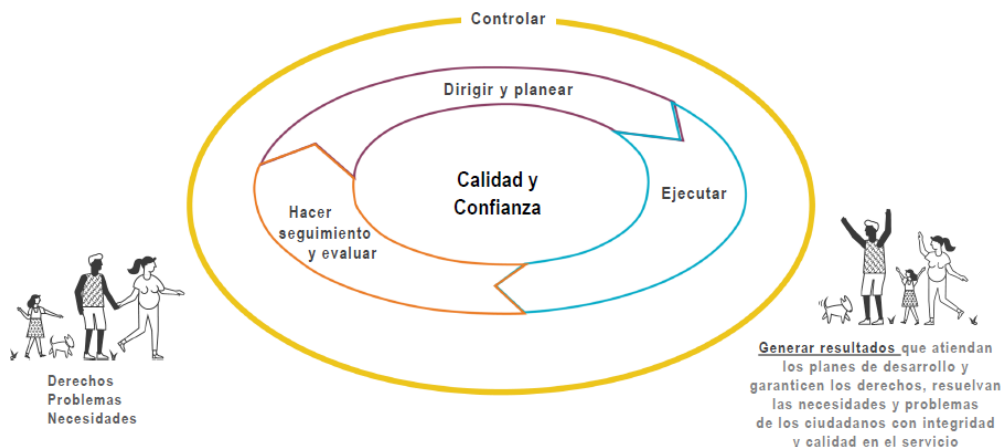 Controlar
Dirigir y planear
Calidad y
Confianza
Ejecutar
Hacer
seguimiento
y evaluar
Derechos
Problemas
Necesidades
Generar resultados que atiendan
los planes de desarrollo y
garanticen los derechos, resuelvan
las necesidades y problemas
de los ciudadanos con integridad
y calidad en el servicio